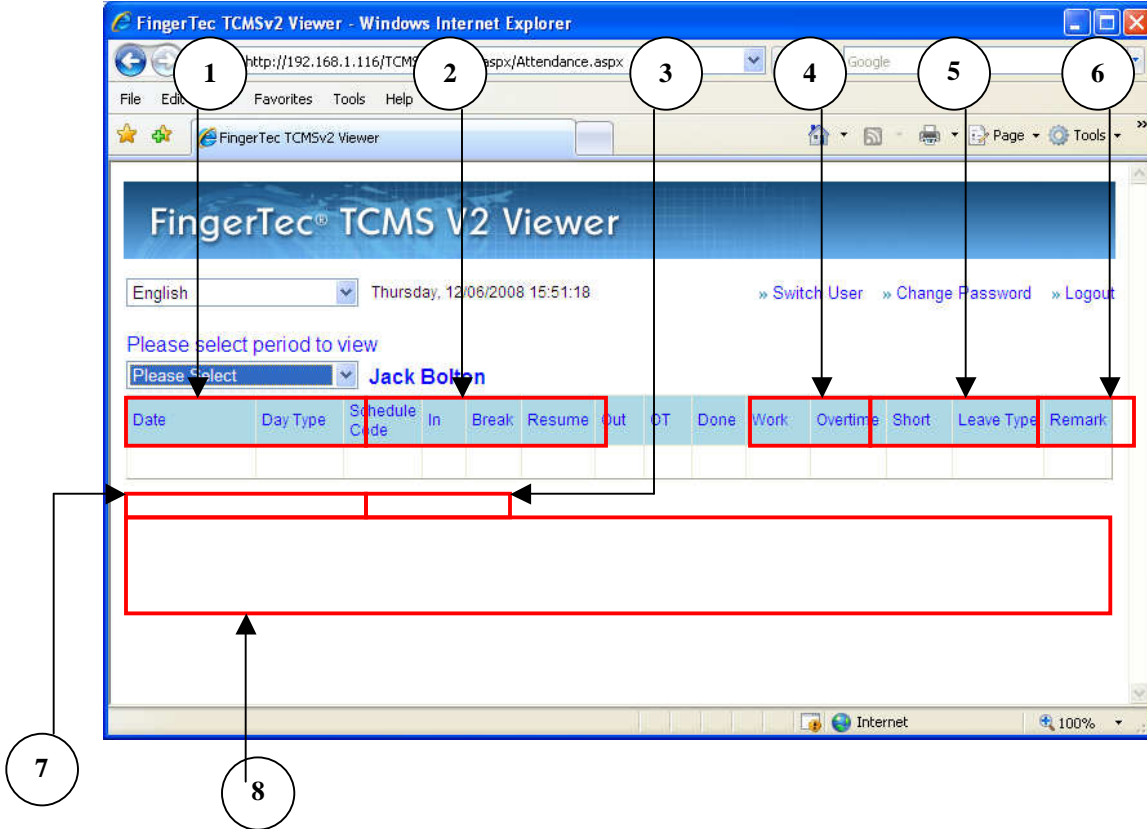 FingerTec TCMSv2 Viewer - Windows Internet Explorer
http://192.168.1.116/TCMS aspx/Attendance.aspx Google
1 2 3 4 5 6
File Edit Favorites Tools Help
FingerTec TCMSv2 Viewer Page Tools »
FingerTec® TCMS V2 Viewer
English Thursday, 12/06/2008 15:51:18 » Switch User » Change Password » Logout
Please select period to view
Please Select Jack Bolton
Date Day Type Schedule Code In Break Resume Out OT Done Work Overtime Short Leave Type Remark
Internet 100%
7
8